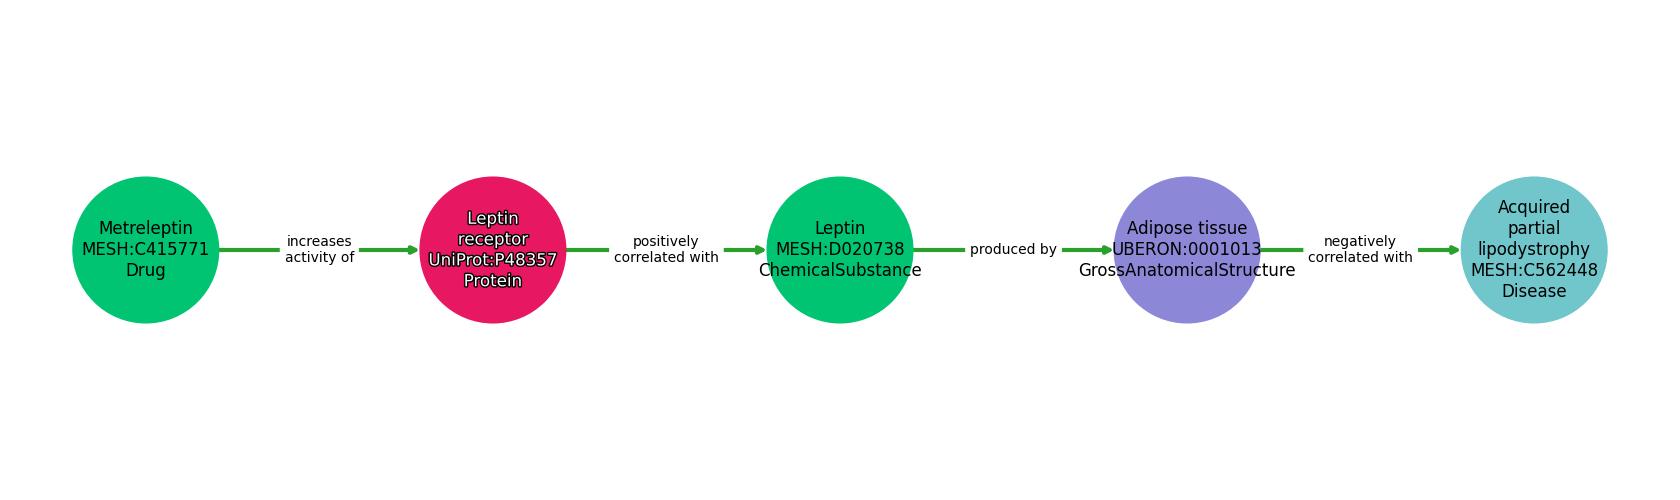 Metreleptin
MESH:C415771
Drug
increases
activity of
Leptin
receptor
UniProt:P48357
Protein
positively
correlated with
Leptin
MESH:D020738
ChemicalSubstance
produced by
Adipose tissue
UBERON:0001013
GrossAnatomicalStructure
negatively
correlated with
Acquired
partial
lipodystrophy
MESH:C562448
Disease